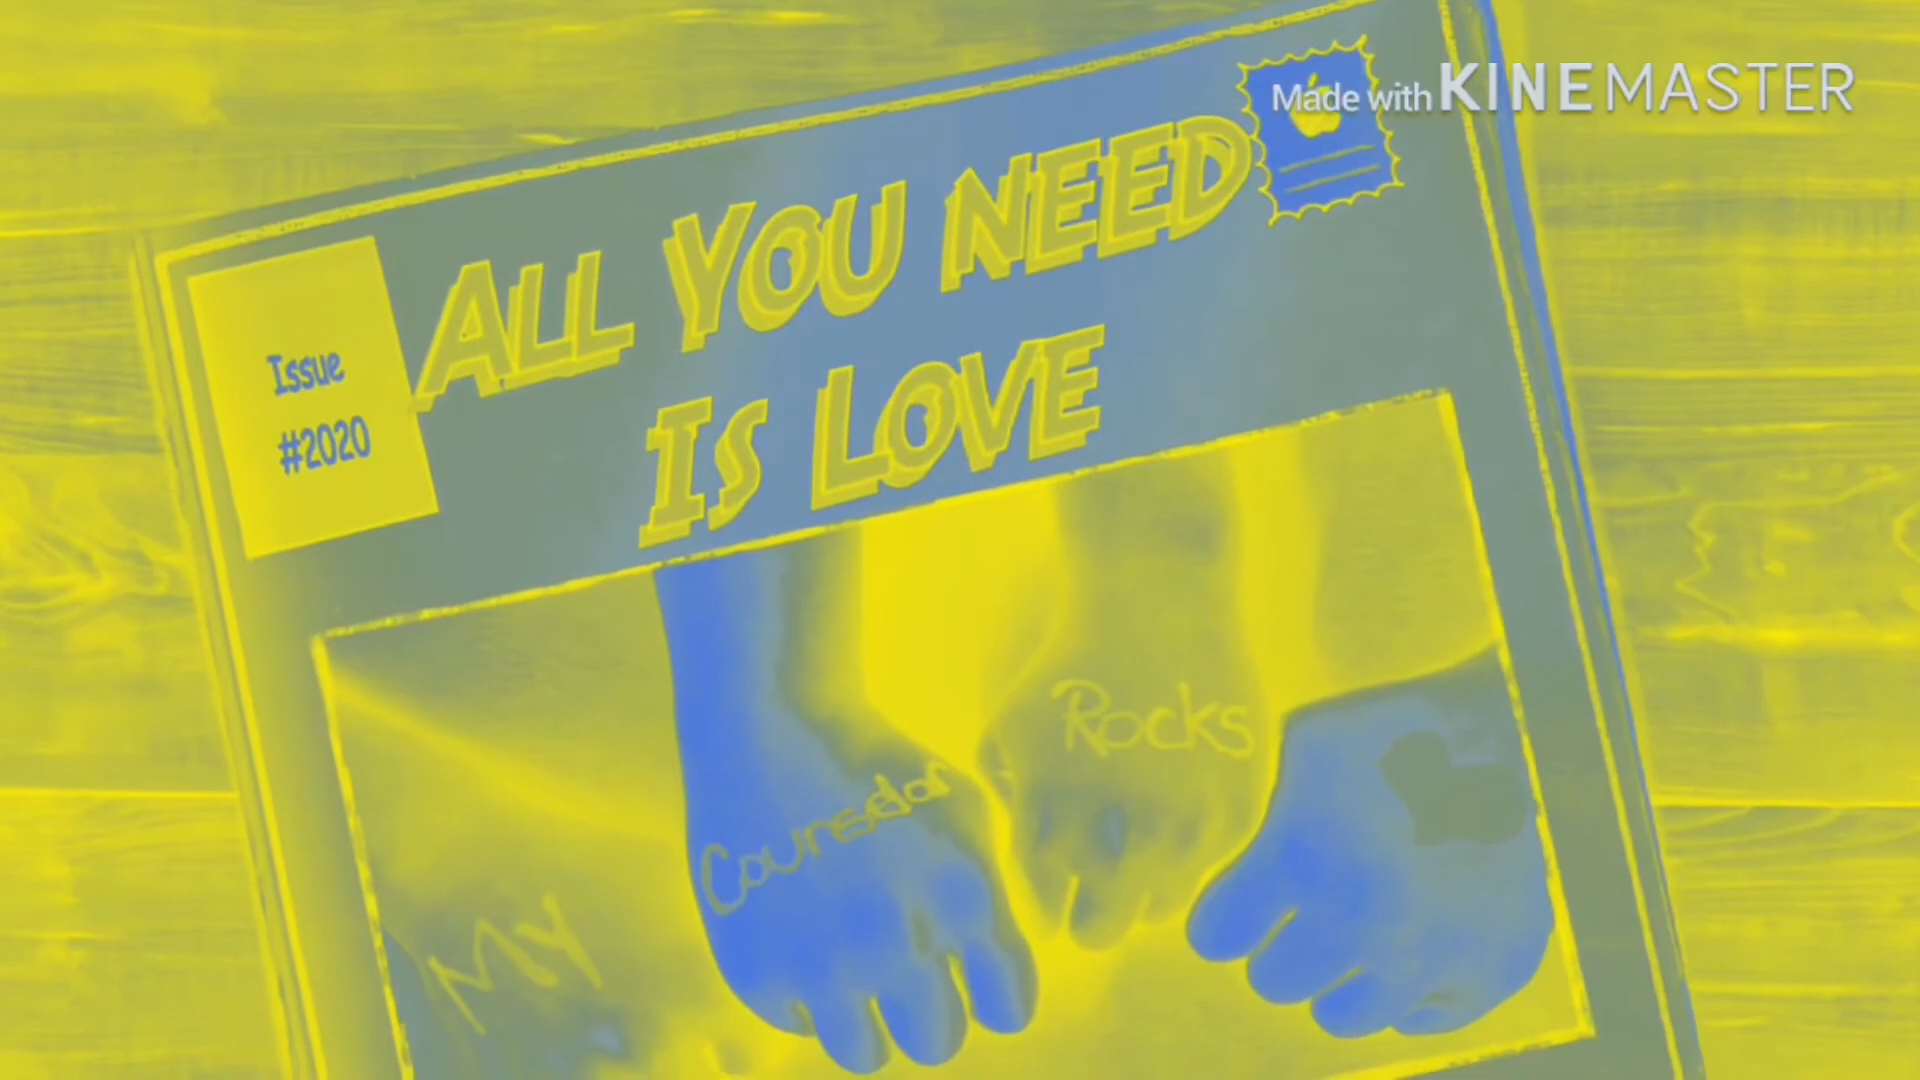 Made with KINEMASTER
ALL YOU NEED
IS LOVE
Issue
#2020
My
Counselor
Rocks